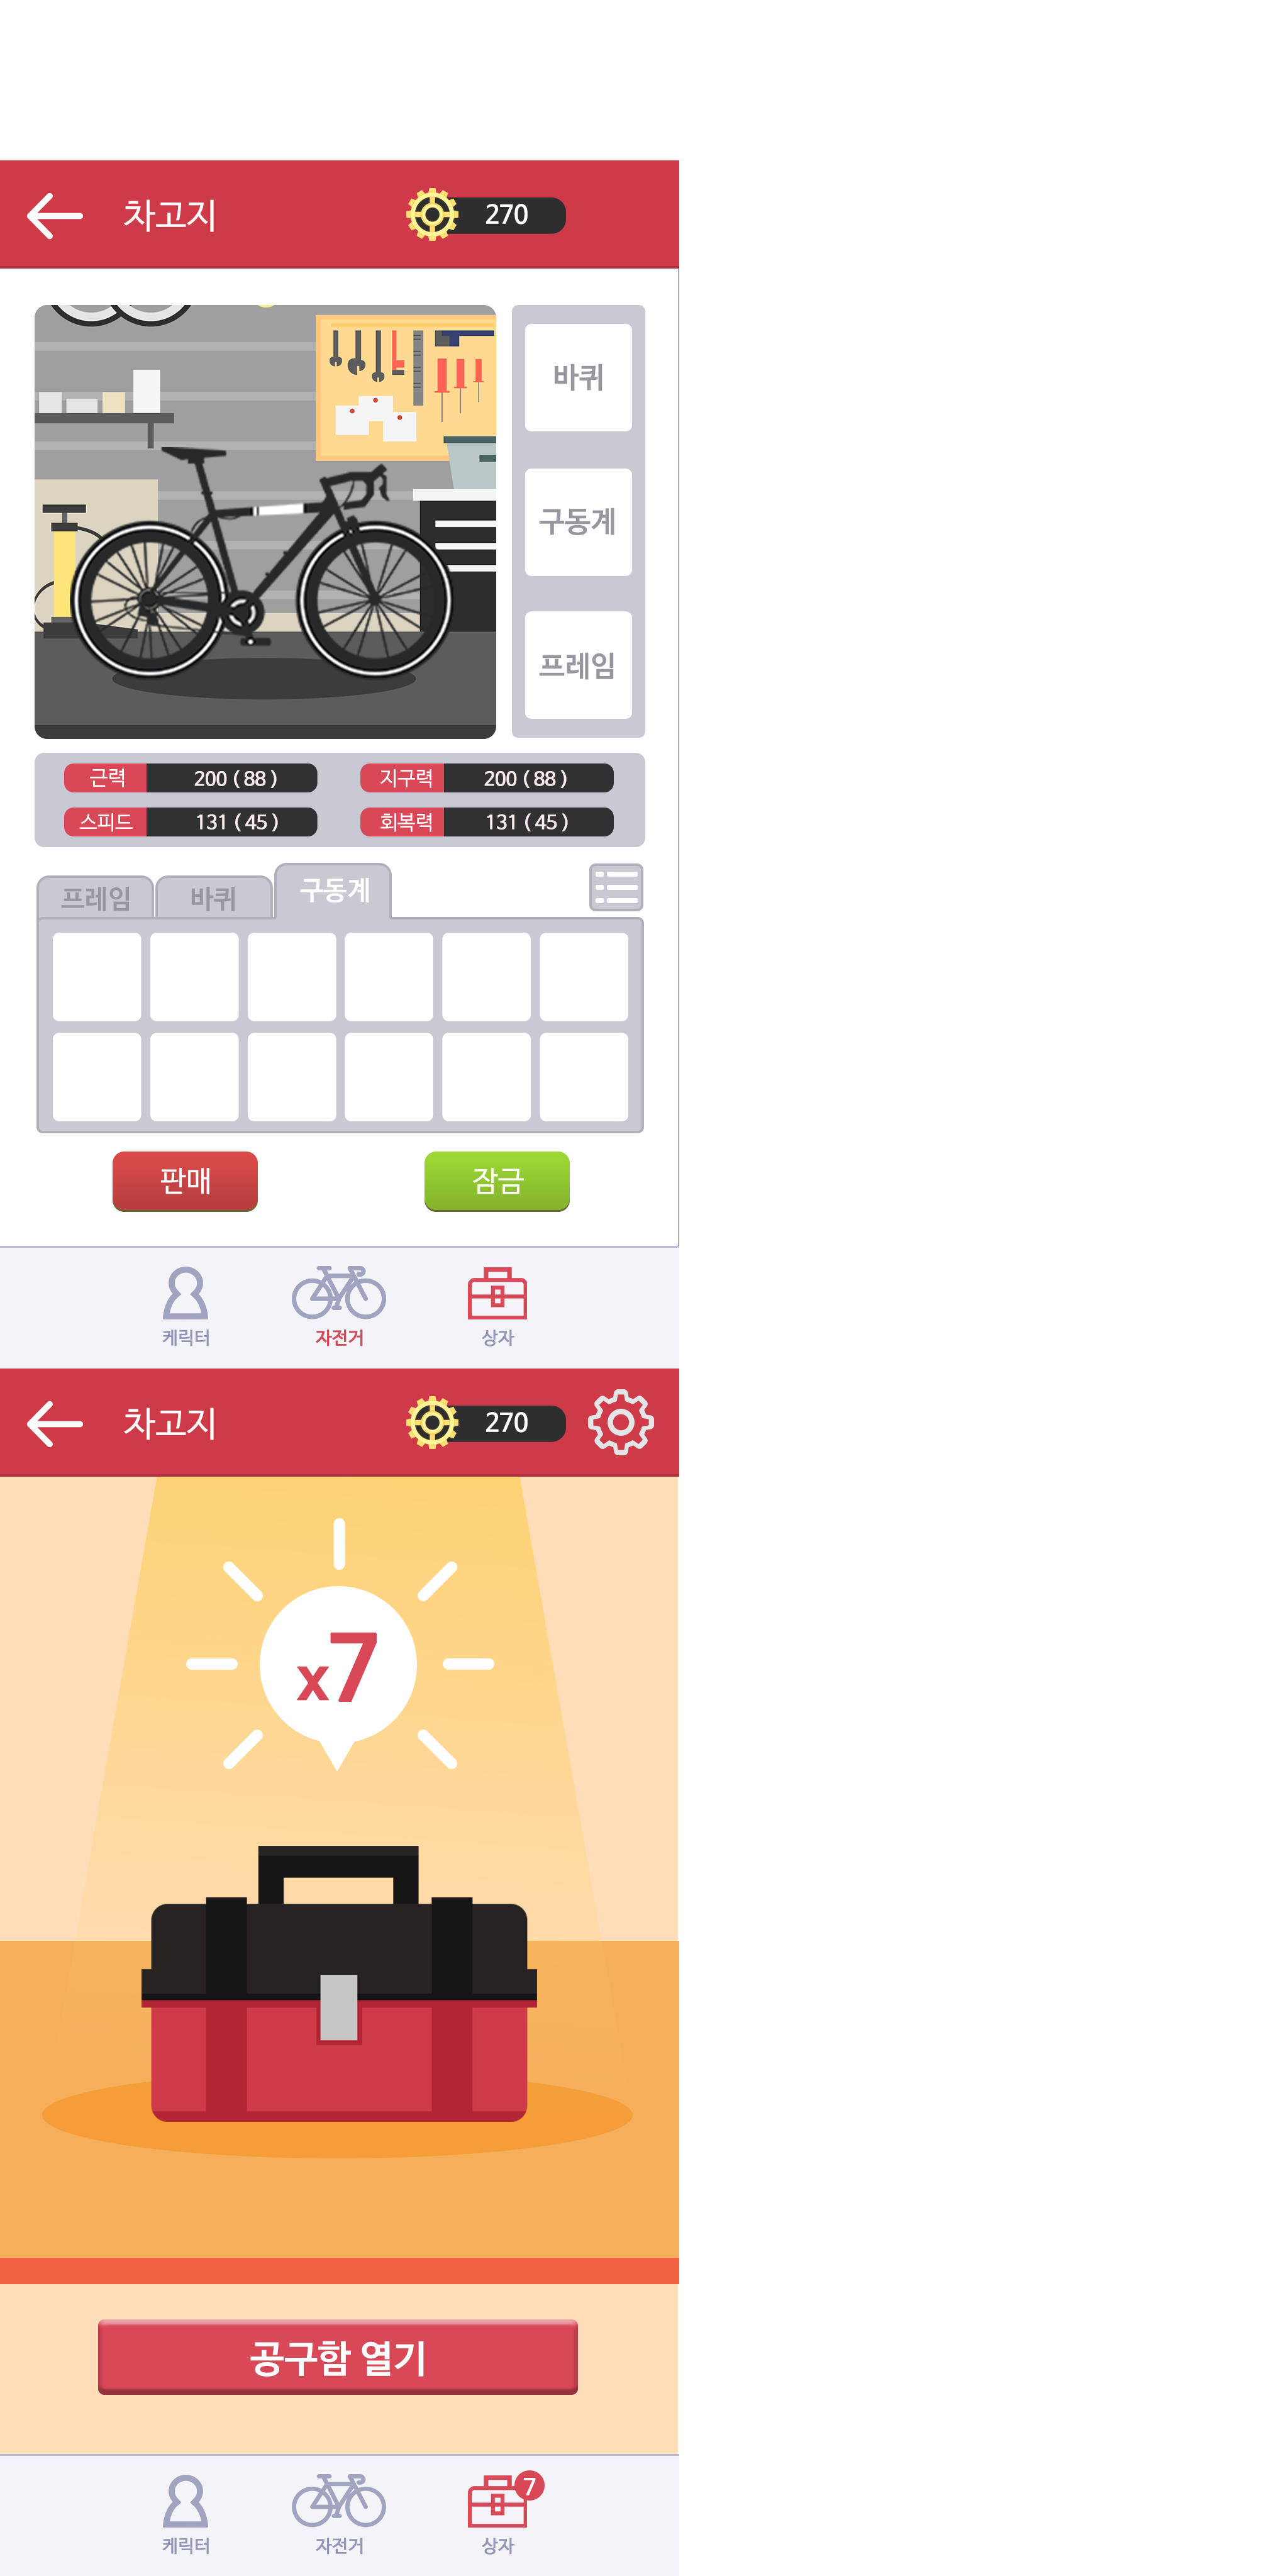 차고지
270
바퀴
구동계
프레임
근력 200 ( 88 ) 지구력 200 ( 88 )
스피드 131 ( 45 ) 회복력 131 ( 45 )
프레임 바퀴 구동계
판매 잠금
케릭터 자전거 상자
차고지
270
x7
공구함 열기
7
케릭터 자전거 상자